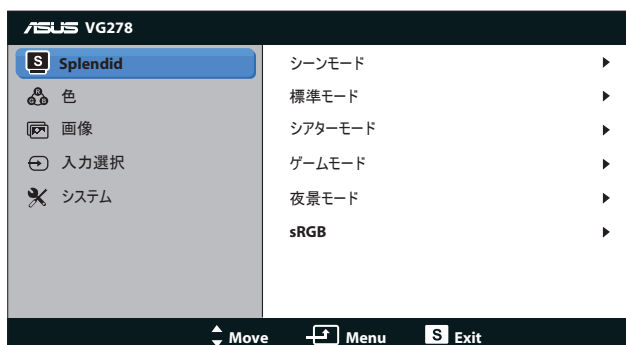 ASUS VG278
S Splendid
色
画像
入力選択
システム
シーンモード
標準モード
シアターモード
ゲームモード
夜景モード
sRGB
Move Menu S Exit